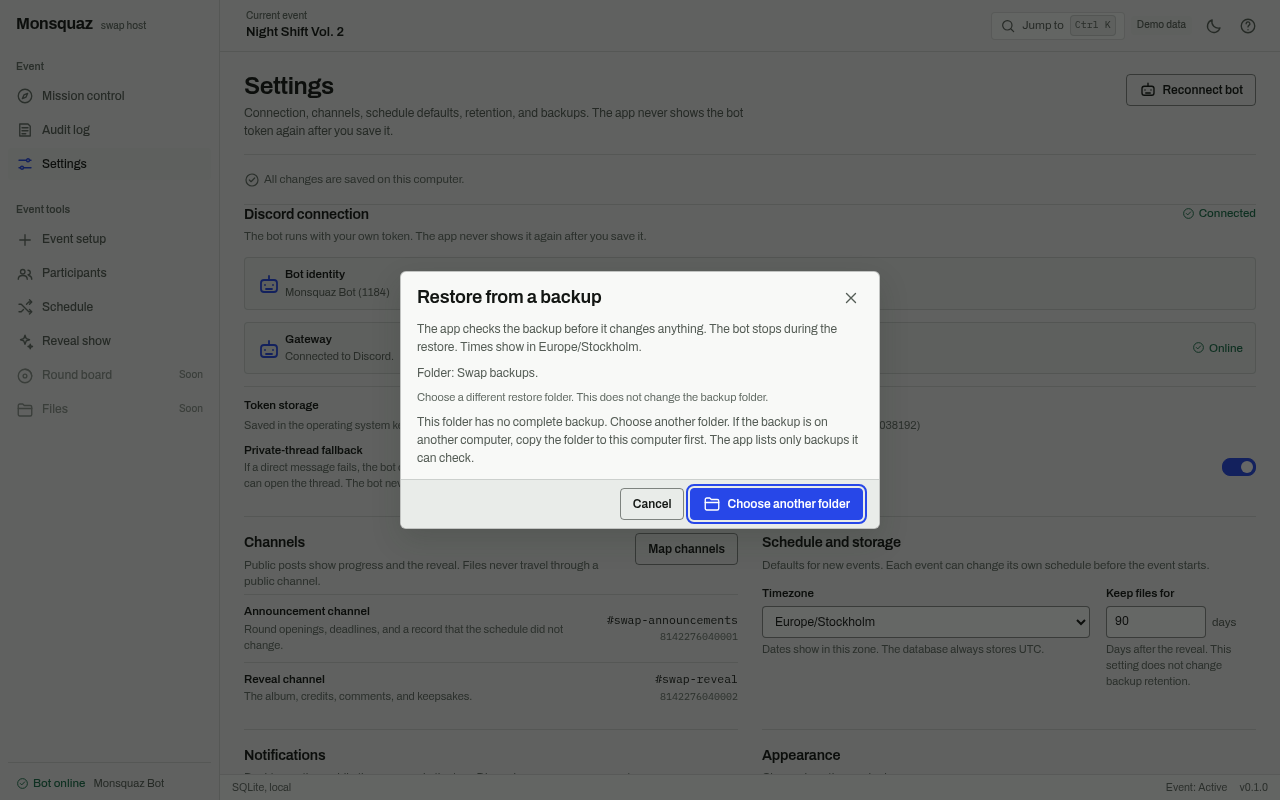 Monsquaz swap host
Current event
Night Shift Vol. 2
Jump to Ctrl K
Demo data
Event
Mission control
Audit log
Settings
Event tools
Event setup
Participants
Schedule
Reveal show
Round board Soon
Files Soon
Bot online Monsquaz Bot
Settings
Connection, channels, schedule defaults, retention, and backups. The app never shows the bot
token again after you save it.
Reconnect bot
All changes are saved on this computer.
Discord connection
Connected
The bot runs with your own token. The app never shows it again after you save it.
Bot identity
Monsquaz Bot (1184)
Gateway
Connected to Discord.
Online
Token storage
Saved in the operating system
038192)
Private-thread fallback
If a direct message fails, the bot
can open the thread. The bot
Restore from a backup
The app checks the backup before it changes anything. The bot stops during the
restore. Times show in Europe/Stockholm.
Folder: Swap backups.
Choose a different restore folder. This does not change the backup folder.
This folder has no complete backup. Choose another folder. If the backup is on
another computer, copy the folder to this computer first. The app lists only backups it
can check.
Cancel
Choose another folder
Channels
Map channels
Public posts show progress and the reveal. Files never travel through a
public channel.
Announcement channel
Round openings, deadlines, and a record that the schedule did not
change.
#swap-announcements
8142276040001
Reveal channel
The album, credits, comments, and keepsakes.
#swap-reveal
8142276040002
Schedule and storage
Defaults for new events. Each event can change its own schedule before the event starts.
Timezone
Europe/Stockholm
Dates show in this zone. The database always stores UTC.
Keep files for
90 days
Days after the reveal. This
setting does not change
backup retention.
Notifications
Appearance
SQLite, local
Event: Active v0.1.0